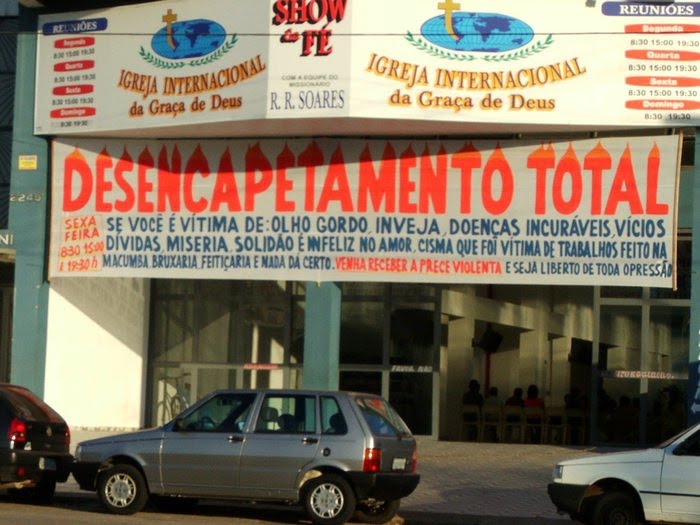 REUNIÕES
Segunda
8:30 15:00 19:30
Quarta
8:30 15:00 19:30
Sexta
8:30 15:00 19:30
Domingo
8:30 19:30
IGREJA INTERNACIONAL
da Graça de Deus
SHOW
da FÉ
COM A EQUIPE DO
MISSIONÁRIO
R. R. SOARES
IGREJA INTERNACIONAL
da Graça de Deus
REUNIÕES
Segunda
8:30 15:00 19:30
Quarta
8:30 15:00 19:30
Sexta
8:30 15:00 19:30
Domingo
8:30 19:30
DESENCAPETAMENTO TOTAL
SEXA
FEIRA
8:30 15:00
E 19:30 h
SE VOCÊ É VÍTIMA DE: OLHO GORDO, INVEJA, DOENÇAS INCURÁVEIS, VÍCIOS
DÍVIDAS, MISERIA, SOLIDÃO É INFELIZ NO AMOR, CISMA QUE FOI VÍTIMA DE TRABALHOS FEITO NA
MACUMBA, BRUXARIA, FEITIÇARIA E NADA DÁ CERTO. VENHA RECEBER A PRECE VIOLENTA E SEJA LIBERTO DE TODA OPRESSÃO
2245